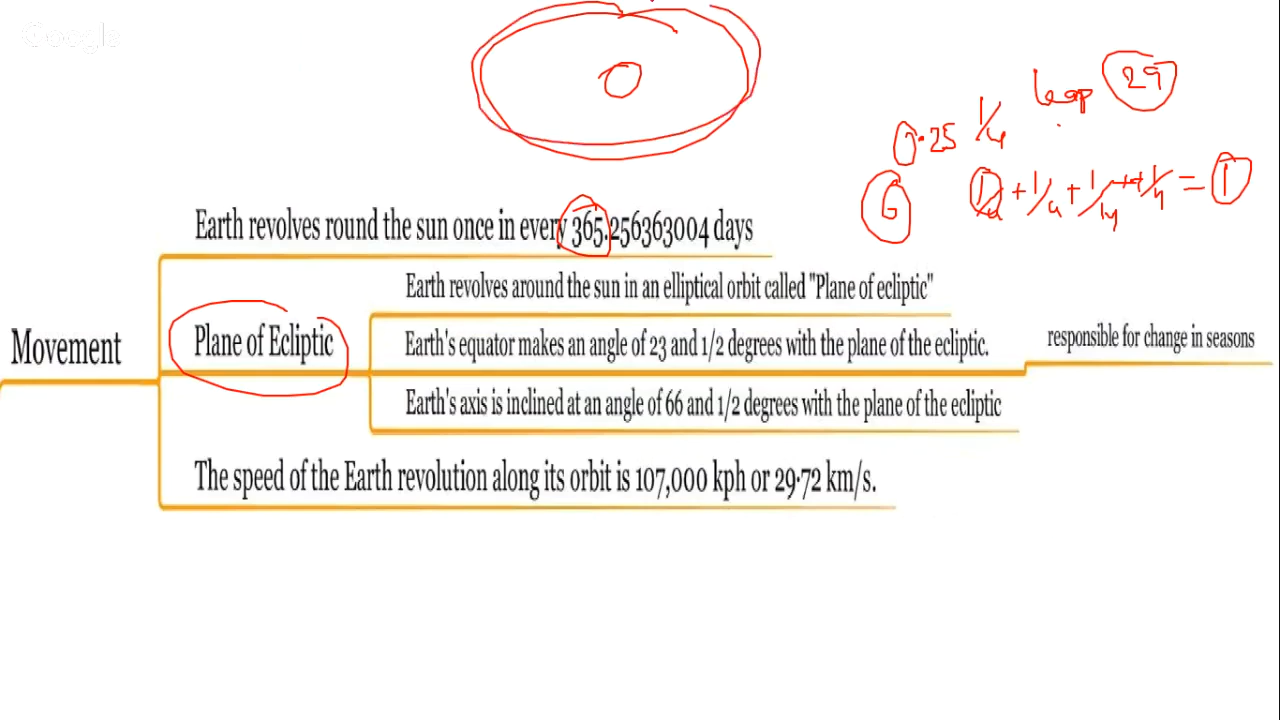 Google
leap 29
0.25 1/4
6 1/4 + 1/4 + 1/4 + 1/4 = 1
Earth revolves round the sun once in every 365.256363004 days
Earth revolves around the sun in an elliptical orbit called "Plane of ecliptic"
Movement
Plane of Ecliptic
Earth's equator makes an angle of 23 and 1/2 degrees with the plane of the ecliptic.
responsible for change in seasons
Earth's axis is inclined at an angle of 66 and 1/2 degrees with the plane of the ecliptic
The speed of the Earth revolution along its orbit is 107,000 kph or 29.72 km/s.